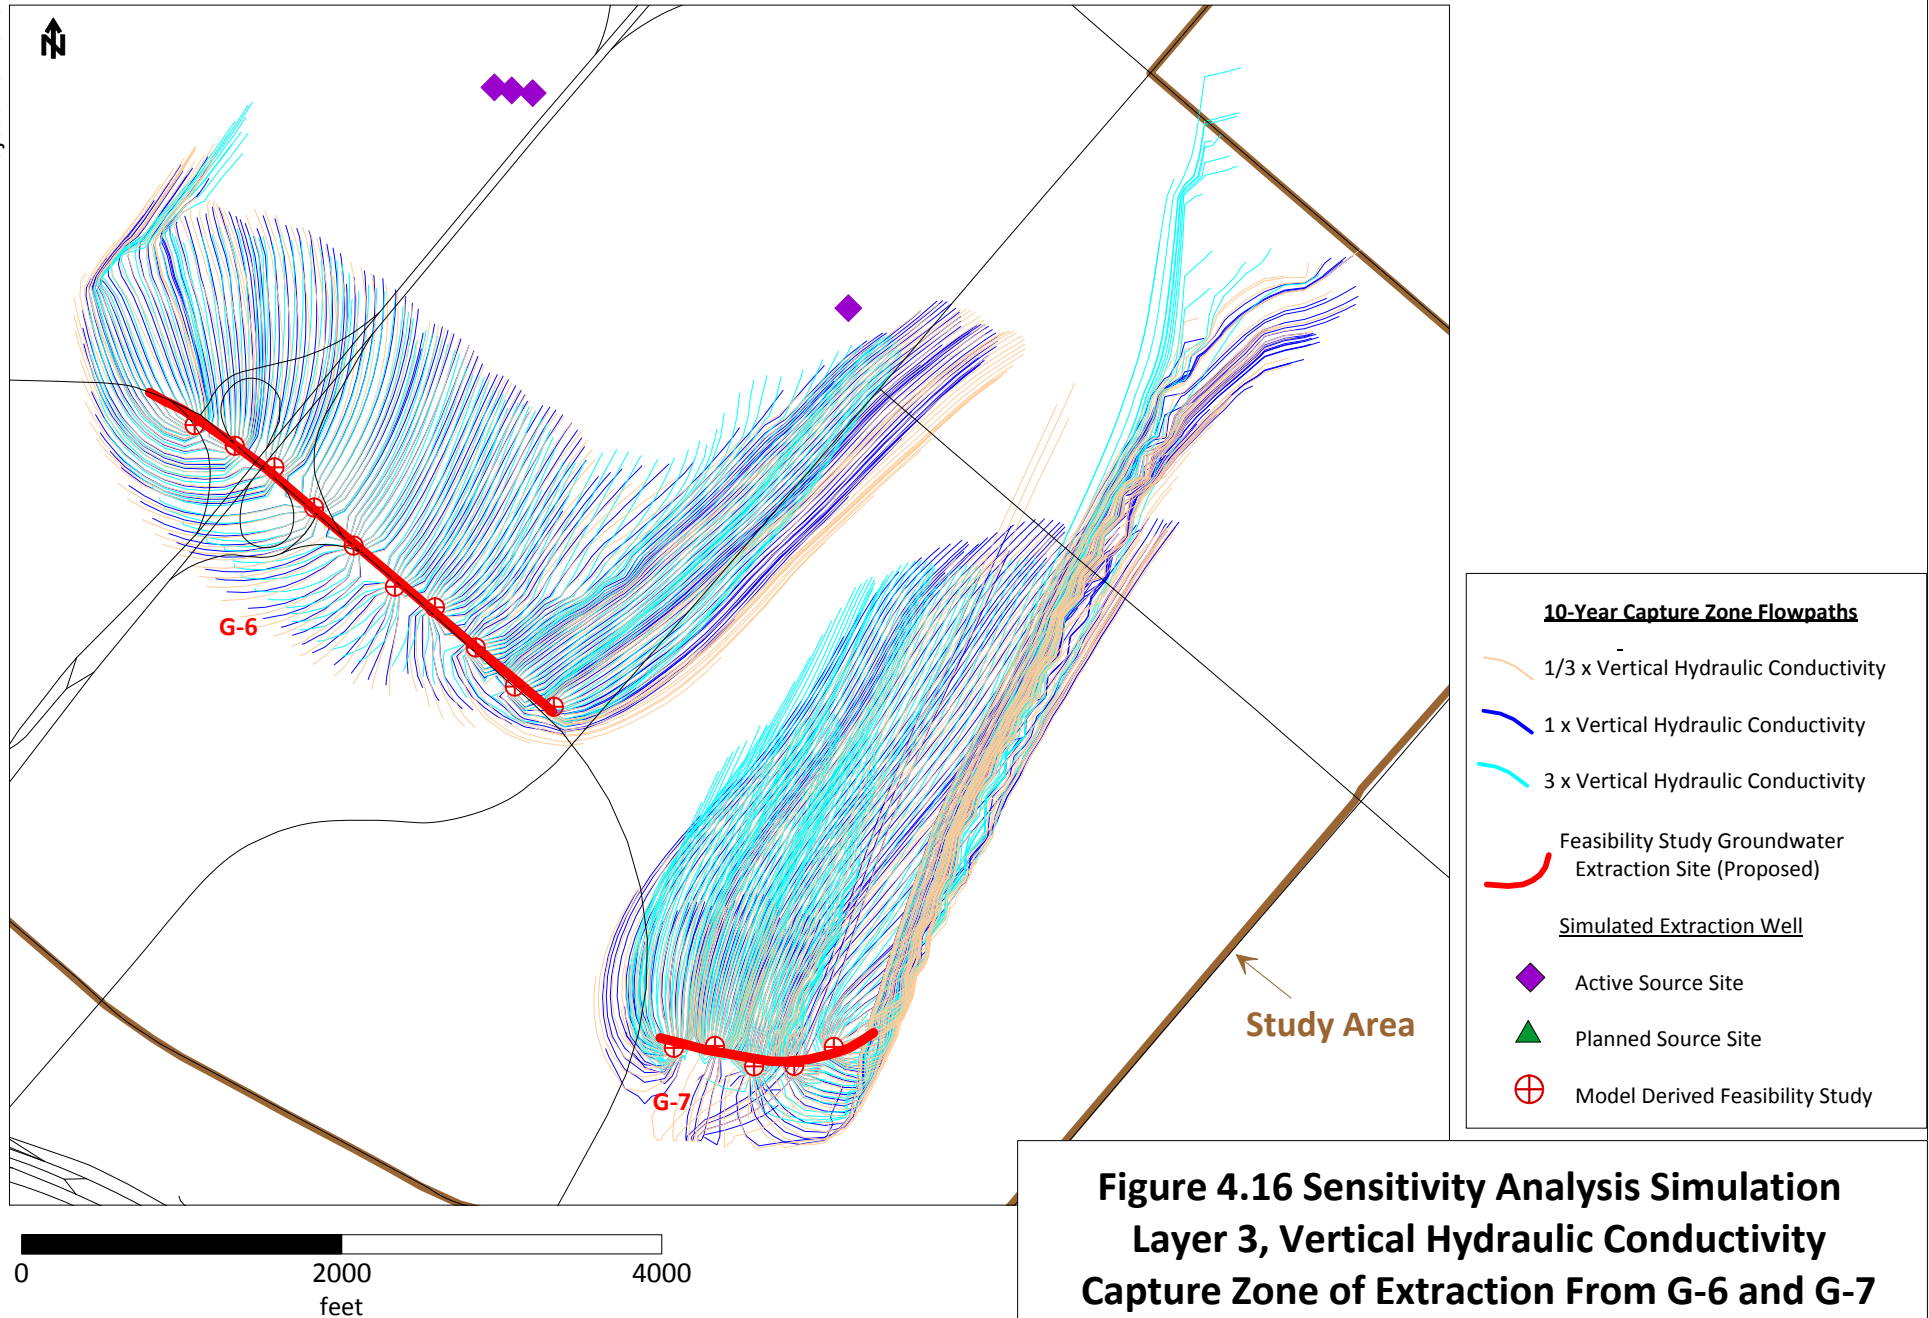 N
G-6
G-7
Study Area
10-Year Capture Zone Flowpaths
1/3 x Vertical Hydraulic Conductivity
1 x Vertical Hydraulic Conductivity
3 x Vertical Hydraulic Conductivity
Feasibility Study Groundwater
Extraction Site (Proposed)
Simulated Extraction Well
Active Source Site
Planned Source Site
Model Derived Feasibility Study
0 2000 4000
feet
Figure 4.16 Sensitivity Analysis Simulation
Layer 3, Vertical Hydraulic Conductivity
Capture Zone of Extraction From G-6 and G-7